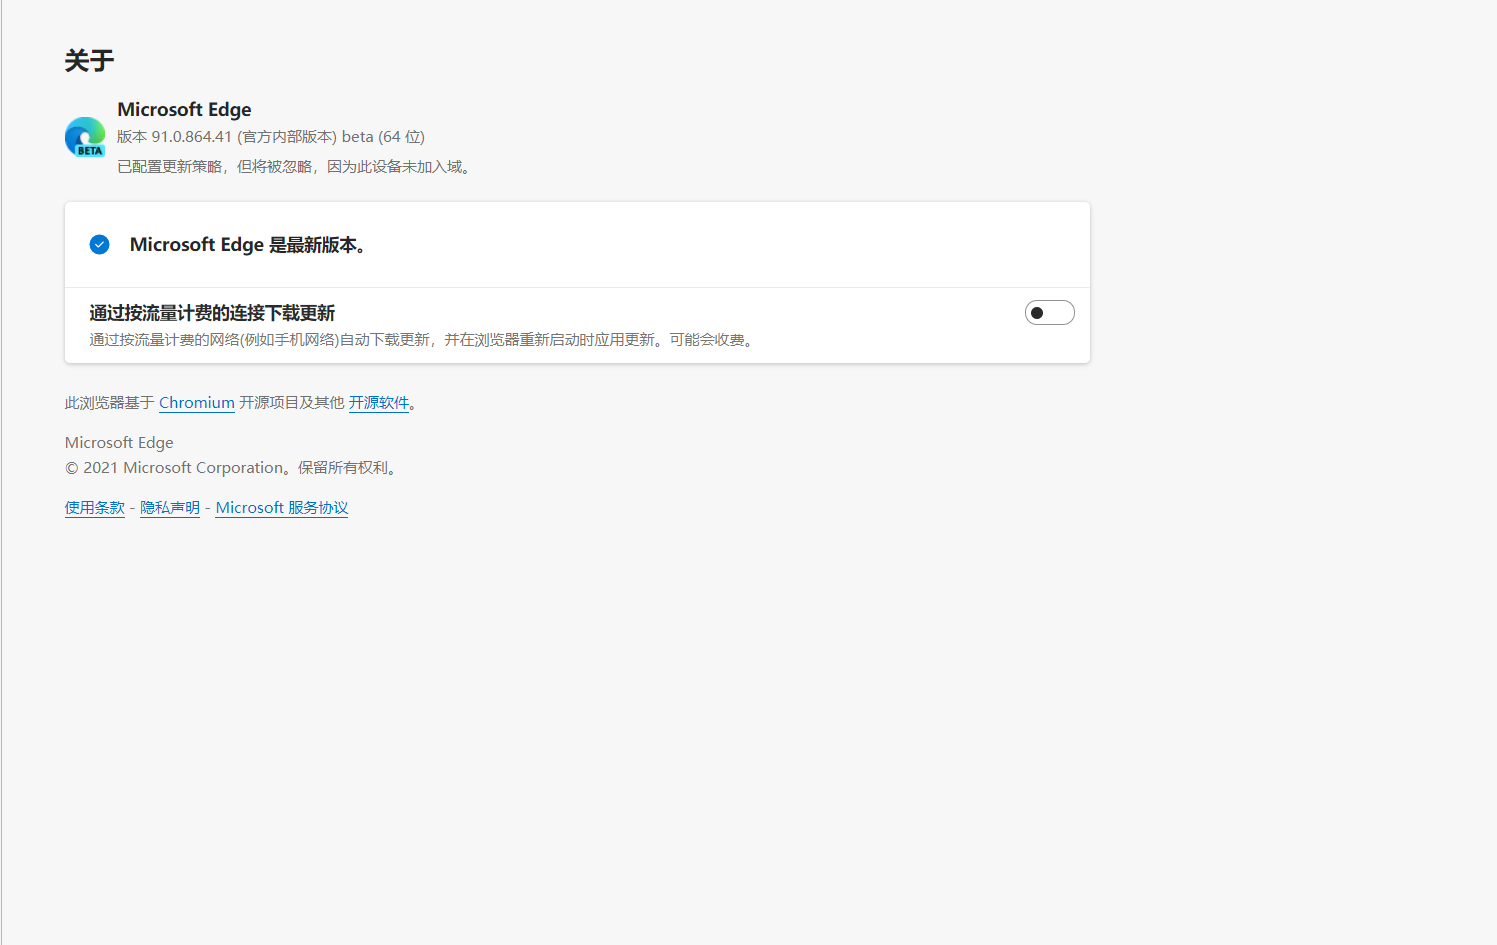 关于
Microsoft Edge
版本 91.0.864.41 (官方内部版本) beta (64 位)
BETA
已配置更新策略，但将被忽略，因为此设备未加入域。
Microsoft Edge 是最新版本。
通过按流量计费的连接下载更新
通过按流量计费的网络(例如手机网络)自动下载更新，并在浏览器重新启动时应用更新。可能会收费。
此浏览器基于 Chromium 开源项目及其他 开源软件。
Microsoft Edge
© 2021 Microsoft Corporation。保留所有权利。
使用条款 - 隐私声明 - Microsoft 服务协议